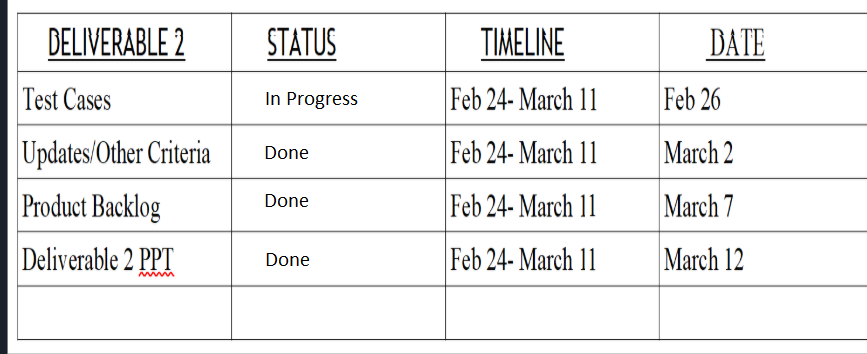 DELIVERABLE 2 STATUS TIMELINE DATE
Test Cases In Progress Feb 24- March 11 Feb 26
Updates/Other Criteria Done Feb 24- March 11 March 2
Product Backlog Done Feb 24- March 11 March 7
Deliverable 2 PPT Done Feb 24- March 11 March 12